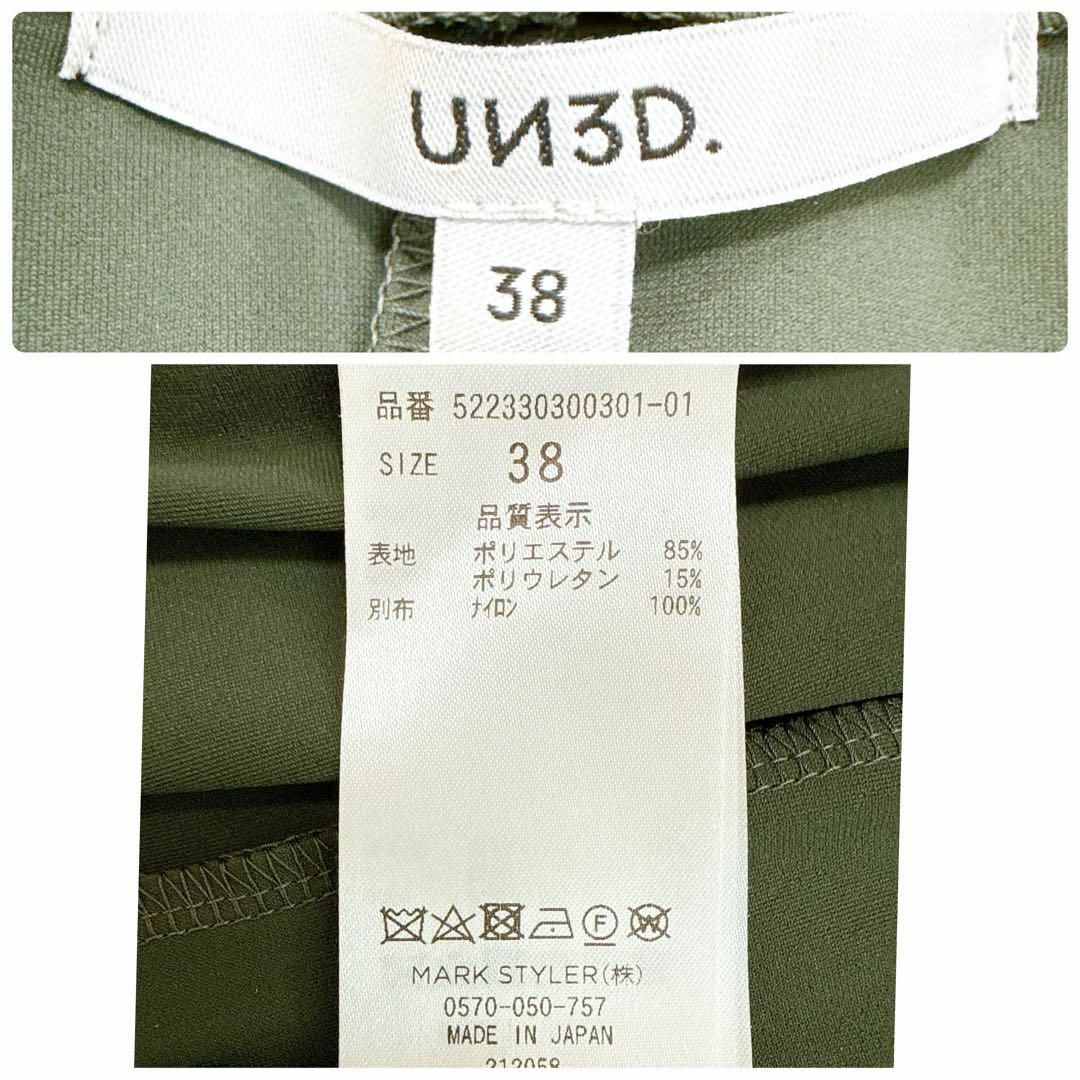 UN3D.
38
品番 522330300301-01
SIZE 38
品質表示
表地 ポリエステル 85%
ポリウレタン 15%
別布 ﾅｲﾛﾝ 100%
MARK STYLER(株)
0570-050-757
MADE IN JAPAN
212058